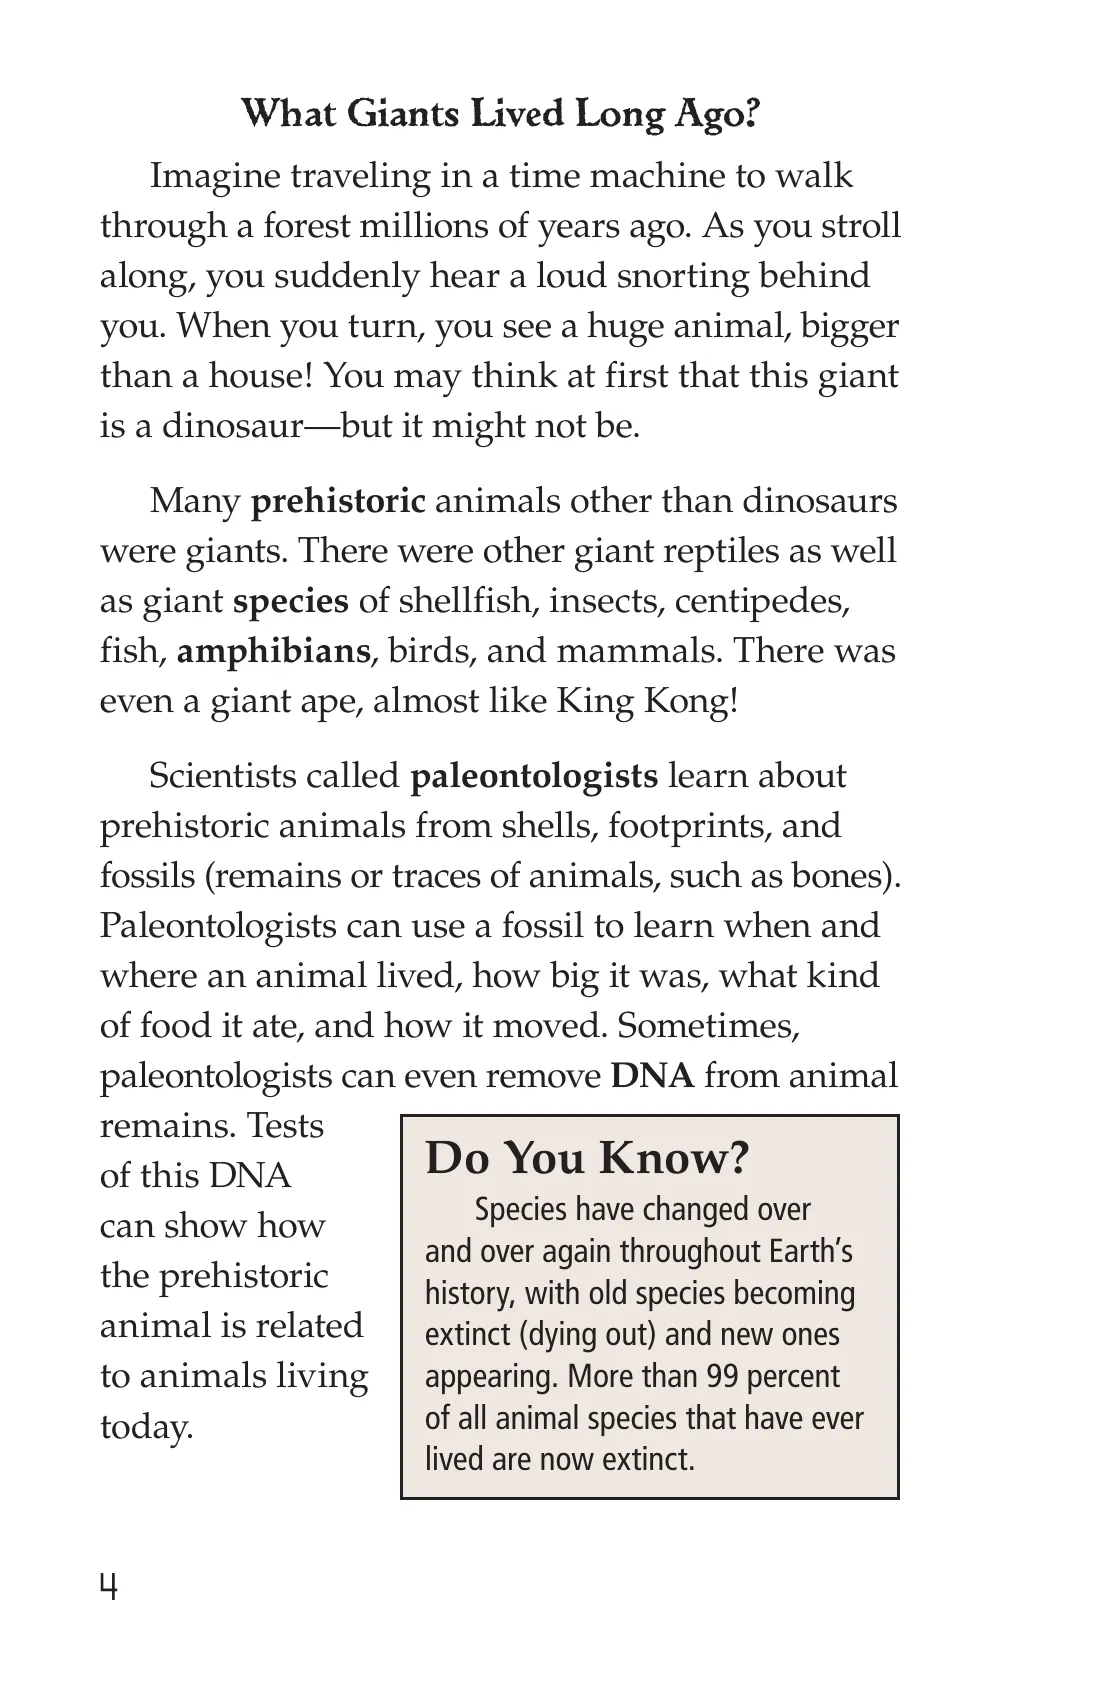 What Giants Lived Long Ago?
Imagine traveling in a time machine to walk
through a forest millions of years ago. As you stroll
along, you suddenly hear a loud snorting behind
you. When you turn, you see a huge animal, bigger
than a house! You may think at first that this giant
is a dinosaur—but it might not be.
Many prehistoric animals other than dinosaurs
were giants. There were other giant reptiles as well
as giant species of shellfish, insects, centipedes,
fish, amphibians, birds, and mammals. There was
even a giant ape, almost like King Kong!
Scientists called paleontologists learn about
prehistoric animals from shells, footprints, and
fossils (remains or traces of animals, such as bones).
Paleontologists can use a fossil to learn when and
where an animal lived, how big it was, what kind
of food it ate, and how it moved. Sometimes,
paleontologists can even remove DNA from animal
remains. Tests
of this DNA
can show how
the prehistoric
animal is related
to animals living
today.
Do You Know?
Species have changed over
and over again throughout Earth’s
history, with old species becoming
extinct (dying out) and new ones
appearing. More than 99 percent
of all animal species that have ever
lived are now extinct.
4